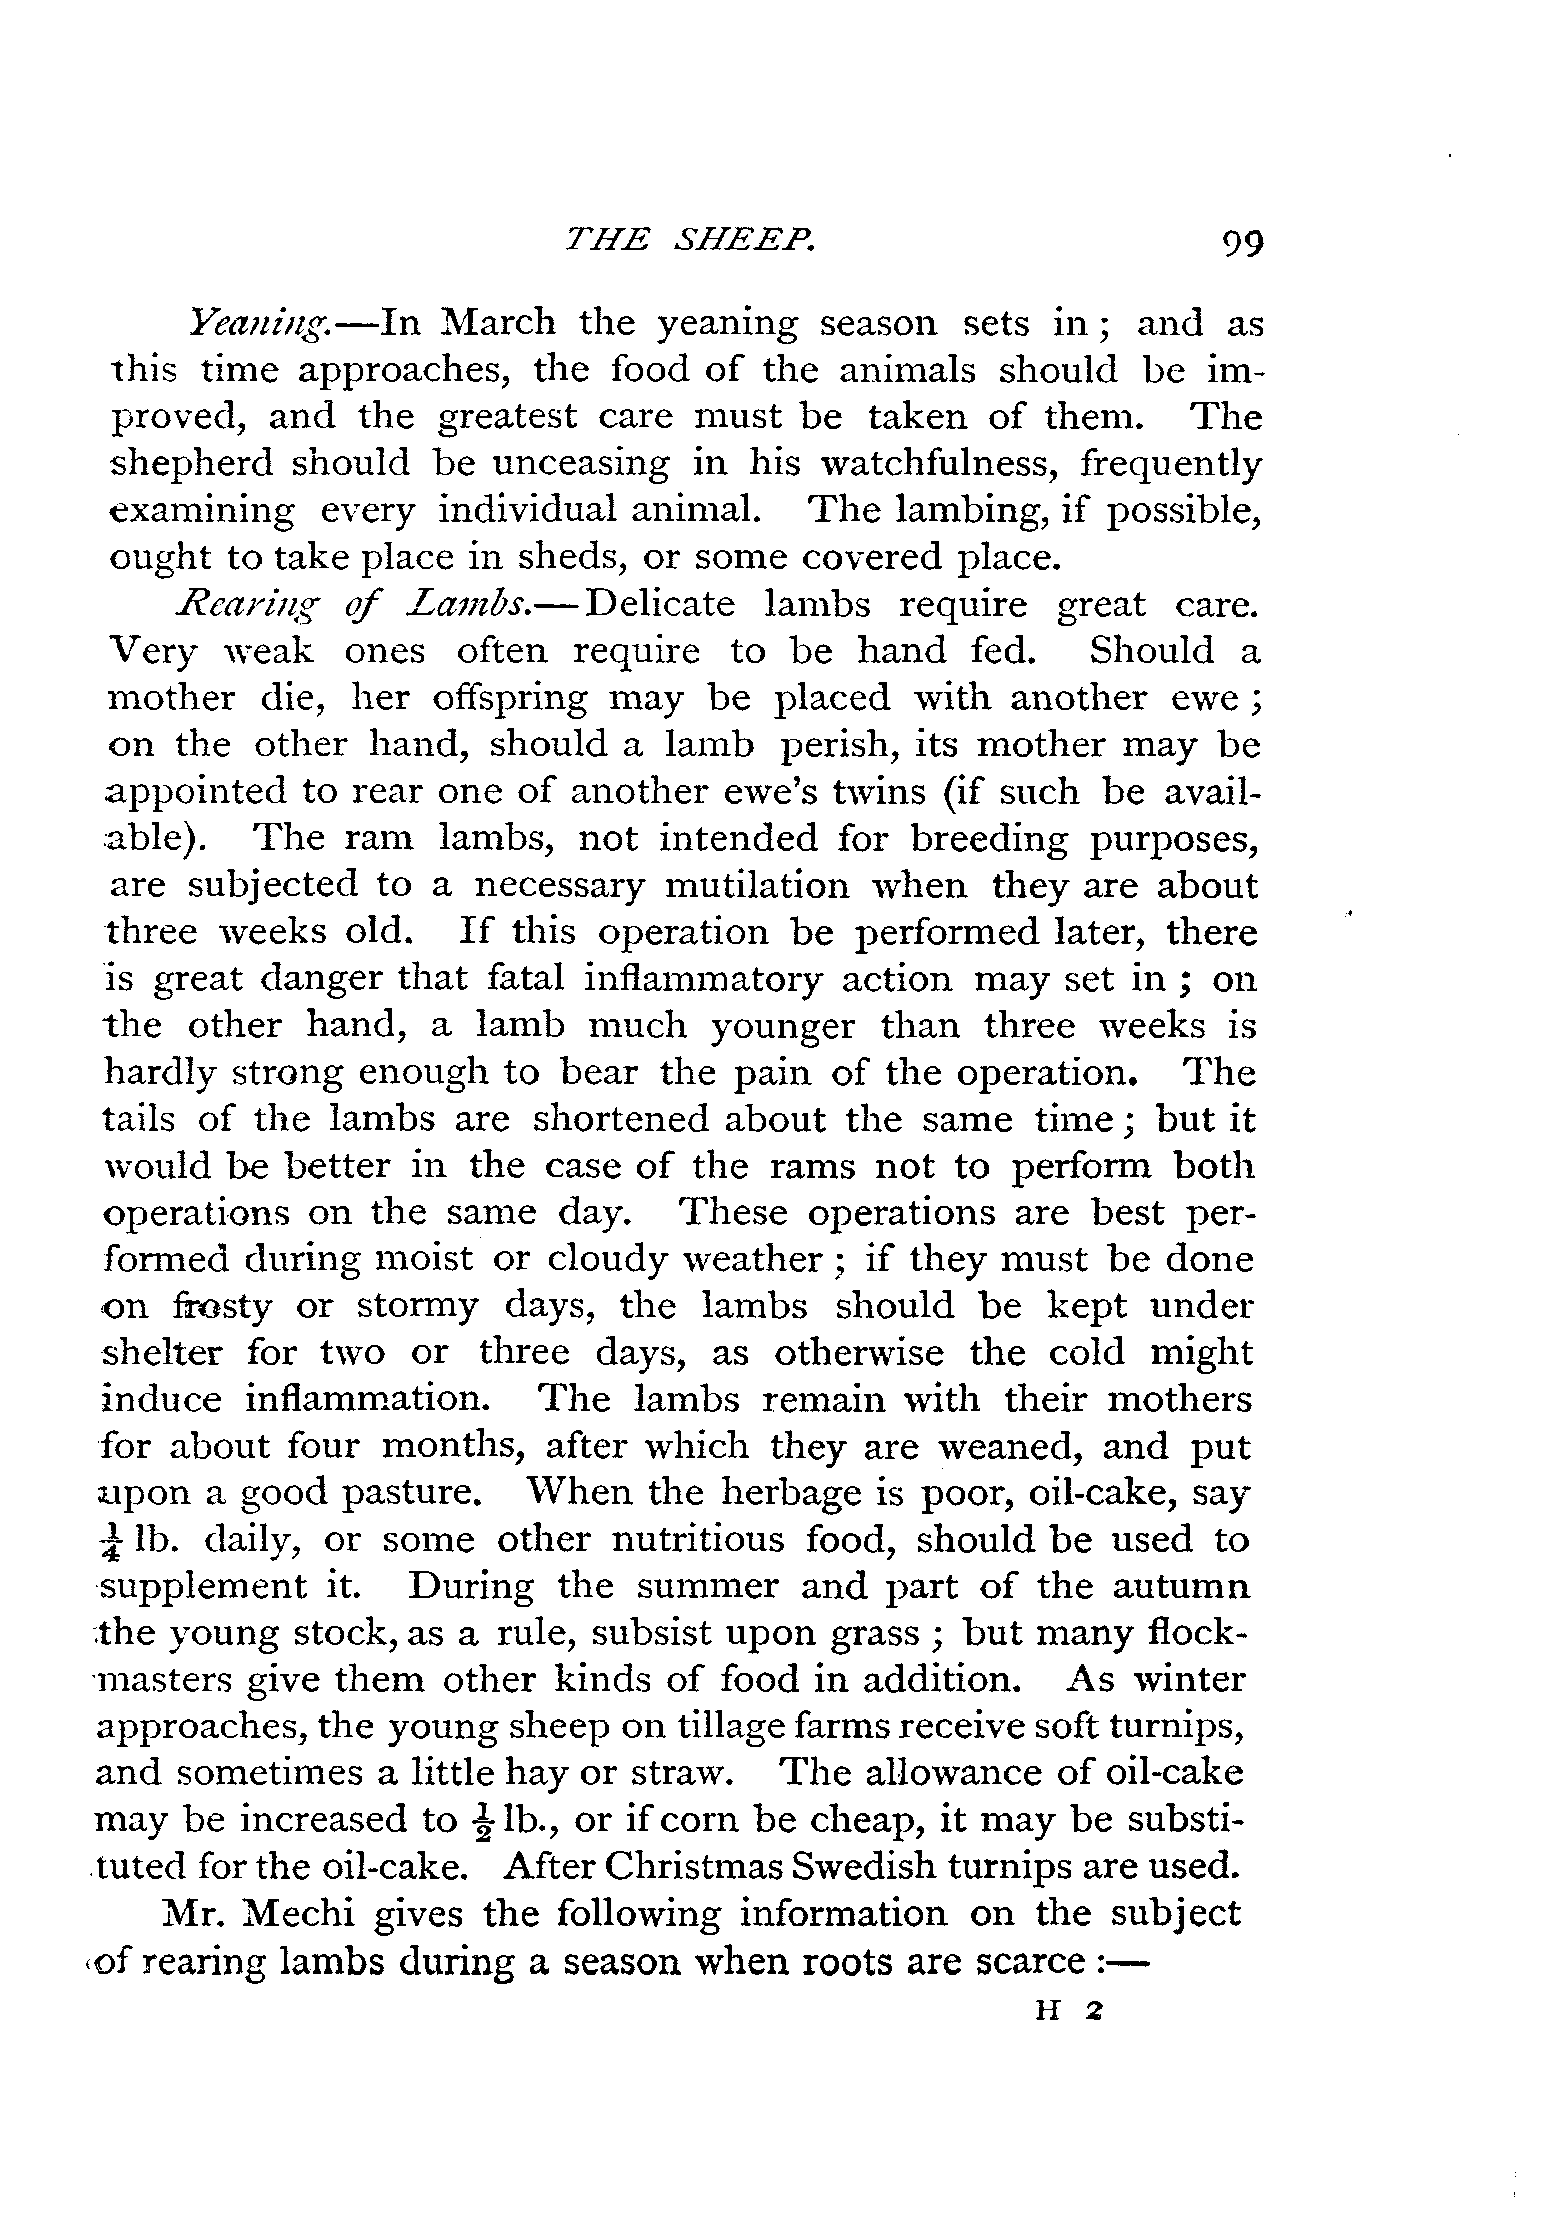 THE SHEEP. 99
Yeaning.—In March the yeaning season sets in; and as
this time approaches, the food of the animals should be im-
proved, and the greatest care must be taken of them. The
shepherd should be unceasing in his watchfulness, frequently
examining every individual animal. The lambing, if possible,
ought to take place in sheds, or some covered place.
Rearing of Lambs.—Delicate lambs require great care.
Very weak ones often require to be hand fed. Should a
mother die, her offspring may be placed with another ewe;
on the other hand, should a lamb perish, its mother may be
appointed to rear one of another ewe's twins (if such be avail-
able). The ram lambs, not intended for breeding purposes,
are subjected to a necessary mutilation when they are about
three weeks old. If this operation be performed later, there
is great danger that fatal inflammatory action may set in; on
the other hand, a lamb much younger than three weeks is
hardly strong enough to bear the pain of the operation. The
tails of the lambs are shortened about the same time; but it
would be better in the case of the rams not to perform both
operations on the same day. These operations are best per-
formed during moist or cloudy weather; if they must be done
on frosty or stormy days, the lambs should be kept under
shelter for two or three days, as otherwise the cold might
induce inflammation. The lambs remain with their mothers
for about four months, after which they are weaned, and put
upon a good pasture. When the herbage is poor, oil-cake, say
¼ lb. daily, or some other nutritious food, should be used to
supplement it. During the summer and part of the autumn
the young stock, as a rule, subsist upon grass; but many flock-
masters give them other kinds of food in addition. As winter
approaches, the young sheep on tillage farms receive soft turnips,
and sometimes a little hay or straw. The allowance of oil-cake
may be increased to ½ lb., or if corn be cheap, it may be substi-
tuted for the oil-cake. After Christmas Swedish turnips are used.
Mr. Mechi gives the following information on the subject
of rearing lambs during a season when roots are scarce:—
H 2